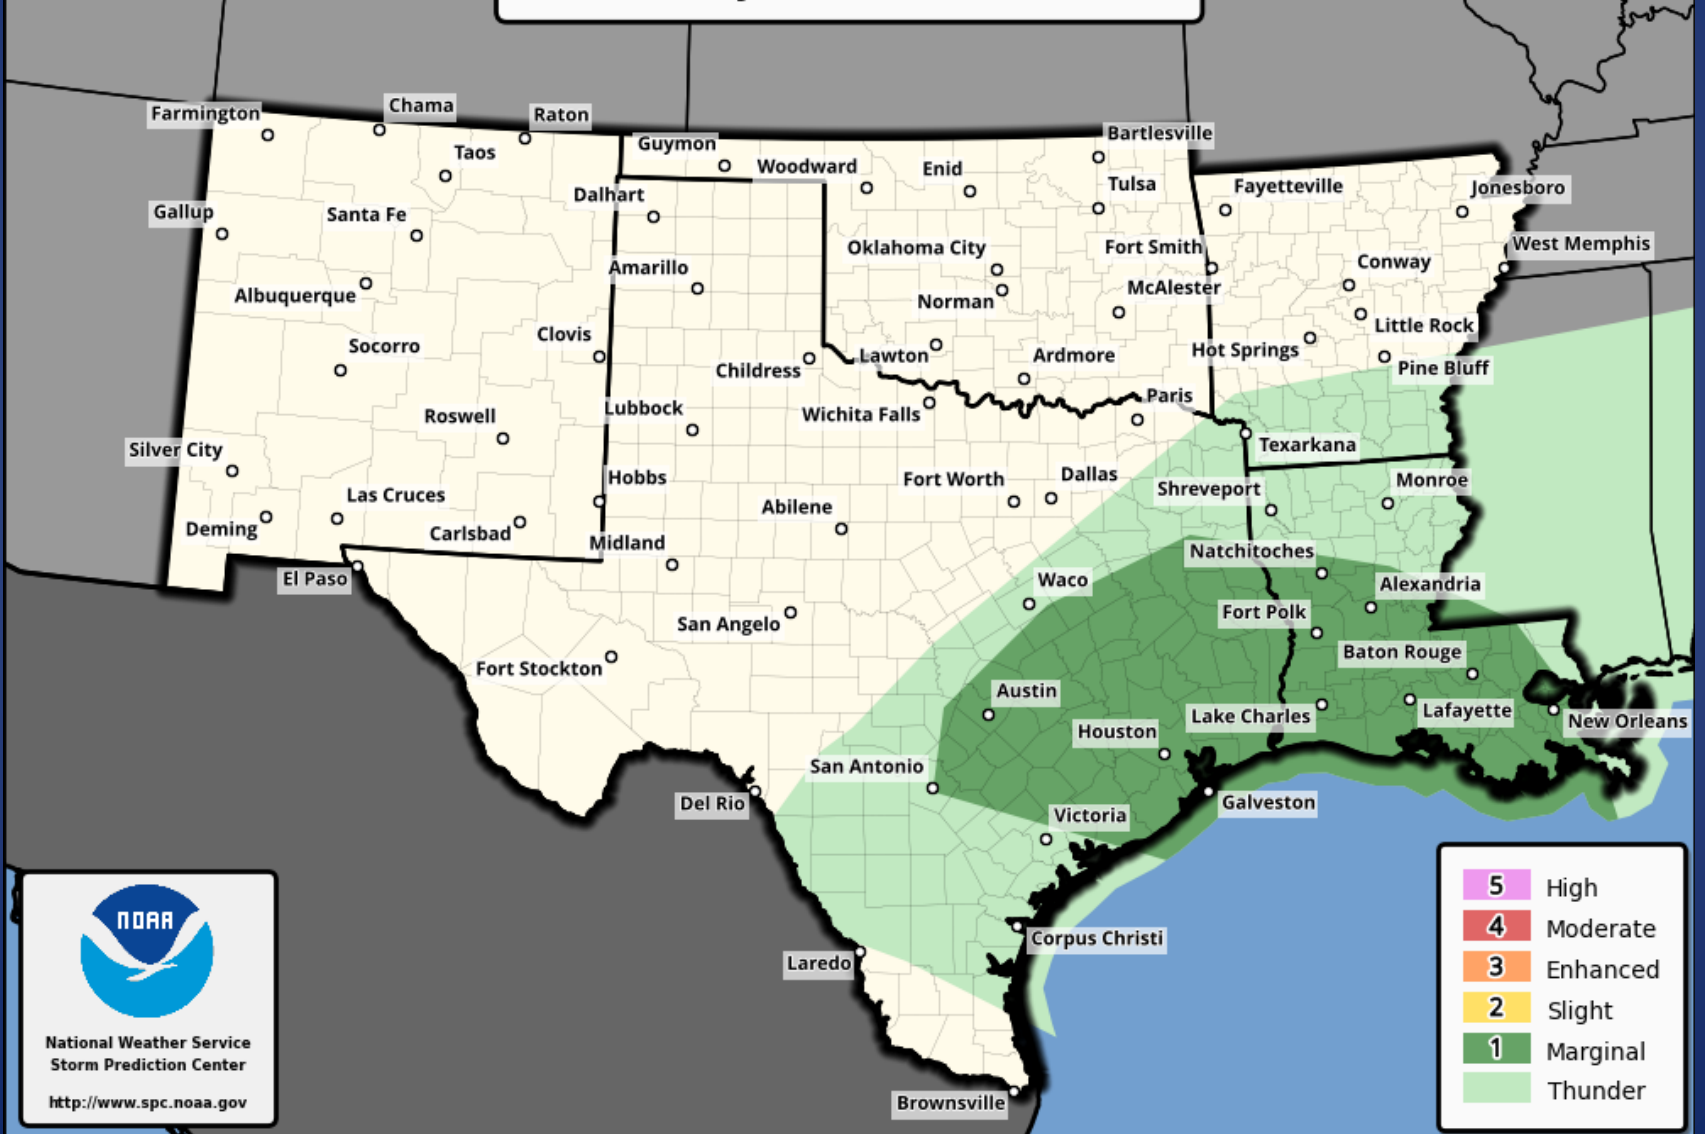 Farmington
Chama
Raton
Guymon
Bartlesville
Taos
Woodward
Enid
Tulsa
Fayetteville
Jonesboro
Dalhart
Gallup
Santa Fe
Oklahoma City
Fort Smith
West Memphis
Amarillo
Conway
Albuquerque
Norman
McAlester
Little Rock
Clovis
Socorro
Lawton
Ardmore
Hot Springs
Childress
Pine Bluff
Paris
Lubbock
Wichita Falls
Roswell
Silver City
Texarkana
Hobbs
Fort Worth
Dallas
Monroe
Shreveport
Las Cruces
Abilene
Deming
Carlsbad
Midland
Natchitoches
El Paso
Waco
Alexandria
Fort Polk
San Angelo
Baton Rouge
Fort Stockton
Austin
Lake Charles
Lafayette
New Orleans
Houston
San Antonio
Del Rio
Galveston
Victoria
Corpus Christi
Laredo
Brownsville
NOAA
National Weather Service
Storm Prediction Center
http://www.spc.noaa.gov
5 High
4 Moderate
3 Enhanced
2 Slight
1 Marginal
Thunder